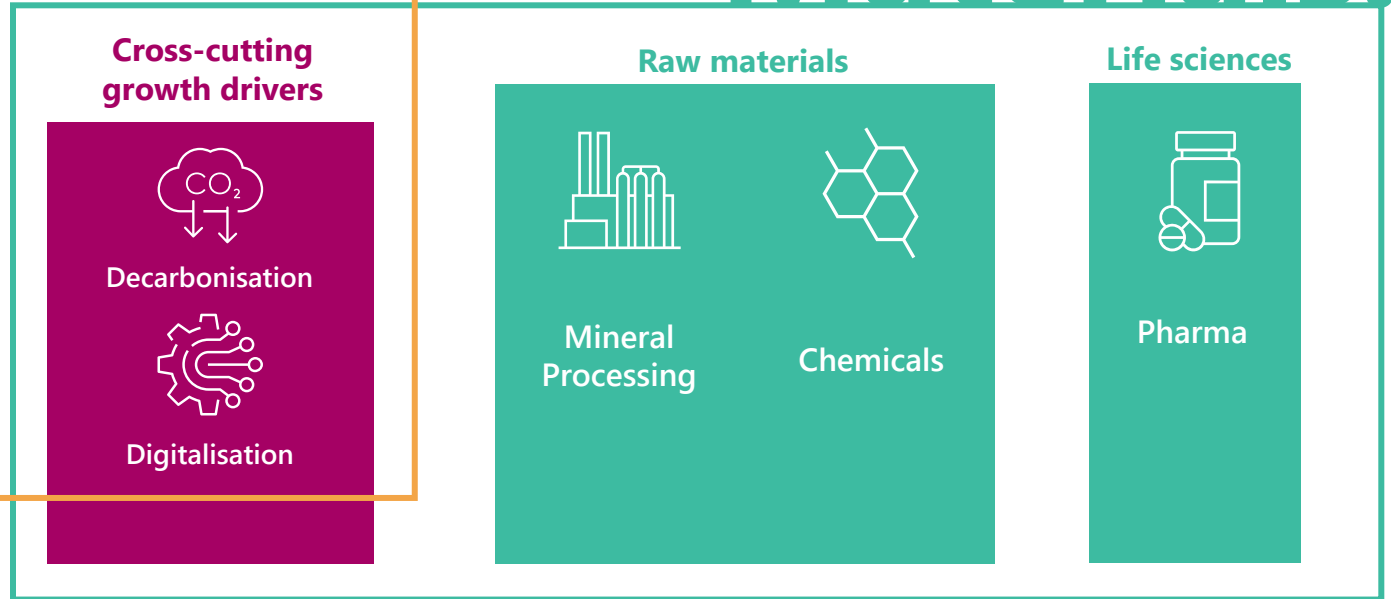 Cross-cutting
growth drivers
CO₂
Decarbonisation
Digitalisation
Raw materials
Mineral
Processing
Chemicals
Life sciences
Pharma